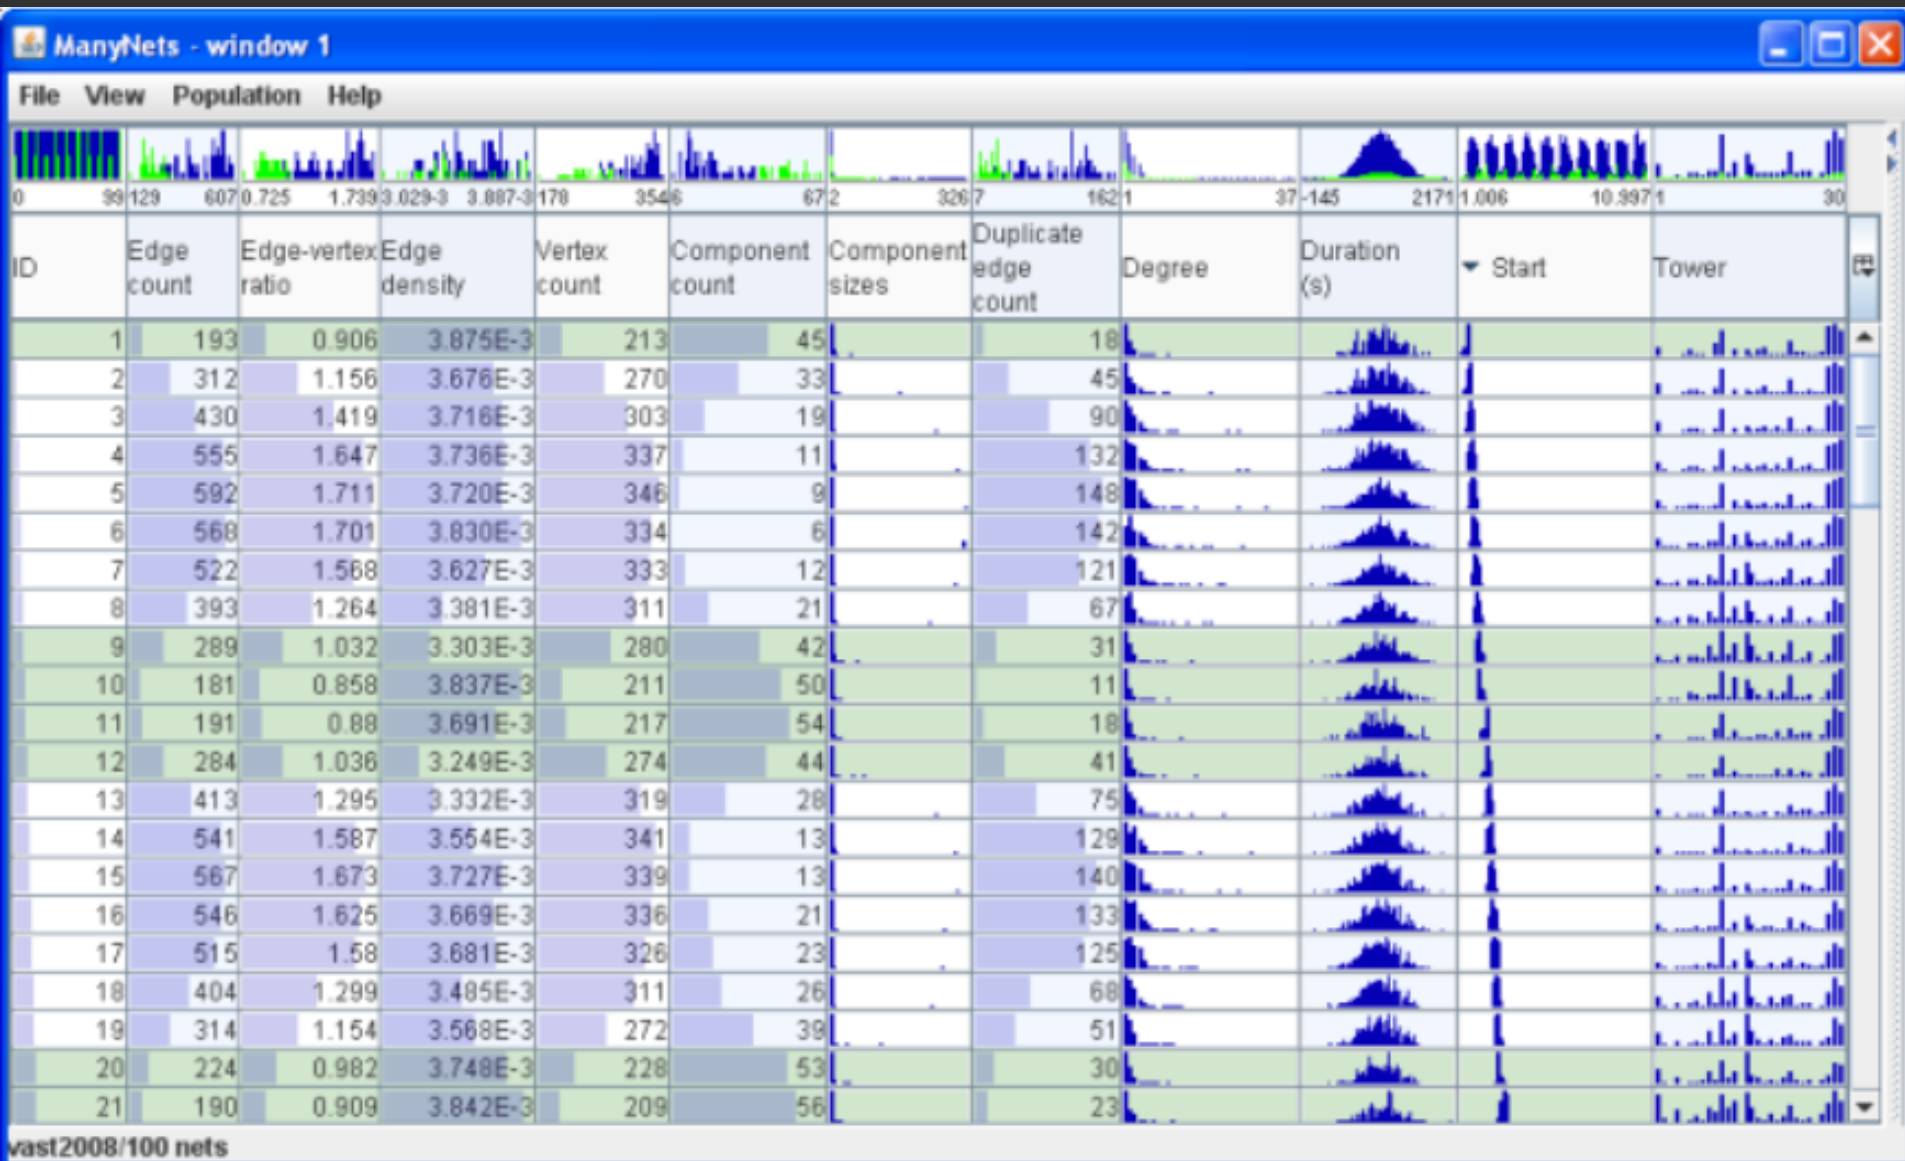 ManyNets - window 1
File View Population Help
0 99 129 607 0.725 1.739 3.029-3 3.887-3 178 354 6 67 2 326 7 162 1 37 -145 2171 1.006 10.997 1 30
ID Edge count Edge-vertex ratio Edge density Vertex count Component count Component sizes Duplicate edge count Degree Duration (s) Start Tower
1 193 0.906 3.875E-3 213 45 18
2 312 1.156 3.676E-3 270 33 45
3 430 1.419 3.716E-3 303 19 90
4 555 1.647 3.736E-3 337 11 132
5 592 1.711 3.720E-3 346 9 148
6 568 1.701 3.830E-3 334 6 142
7 522 1.568 3.627E-3 333 12 121
8 393 1.264 3.381E-3 311 21 67
9 289 1.032 3.303E-3 280 42 31
10 181 0.858 3.837E-3 211 50 11
11 191 0.88 3.691E-3 217 54 18
12 284 1.036 3.249E-3 274 44 41
13 413 1.295 3.332E-3 319 28 75
14 541 1.587 3.554E-3 341 13 129
15 567 1.673 3.727E-3 339 13 140
16 546 1.625 3.669E-3 336 21 133
17 515 1.58 3.681E-3 326 23 125
18 404 1.299 3.485E-3 311 26 68
19 314 1.154 3.568E-3 272 39 51
20 224 0.982 3.748E-3 228 53 30
21 190 0.909 3.842E-3 209 56 23
vast2008/100 nets